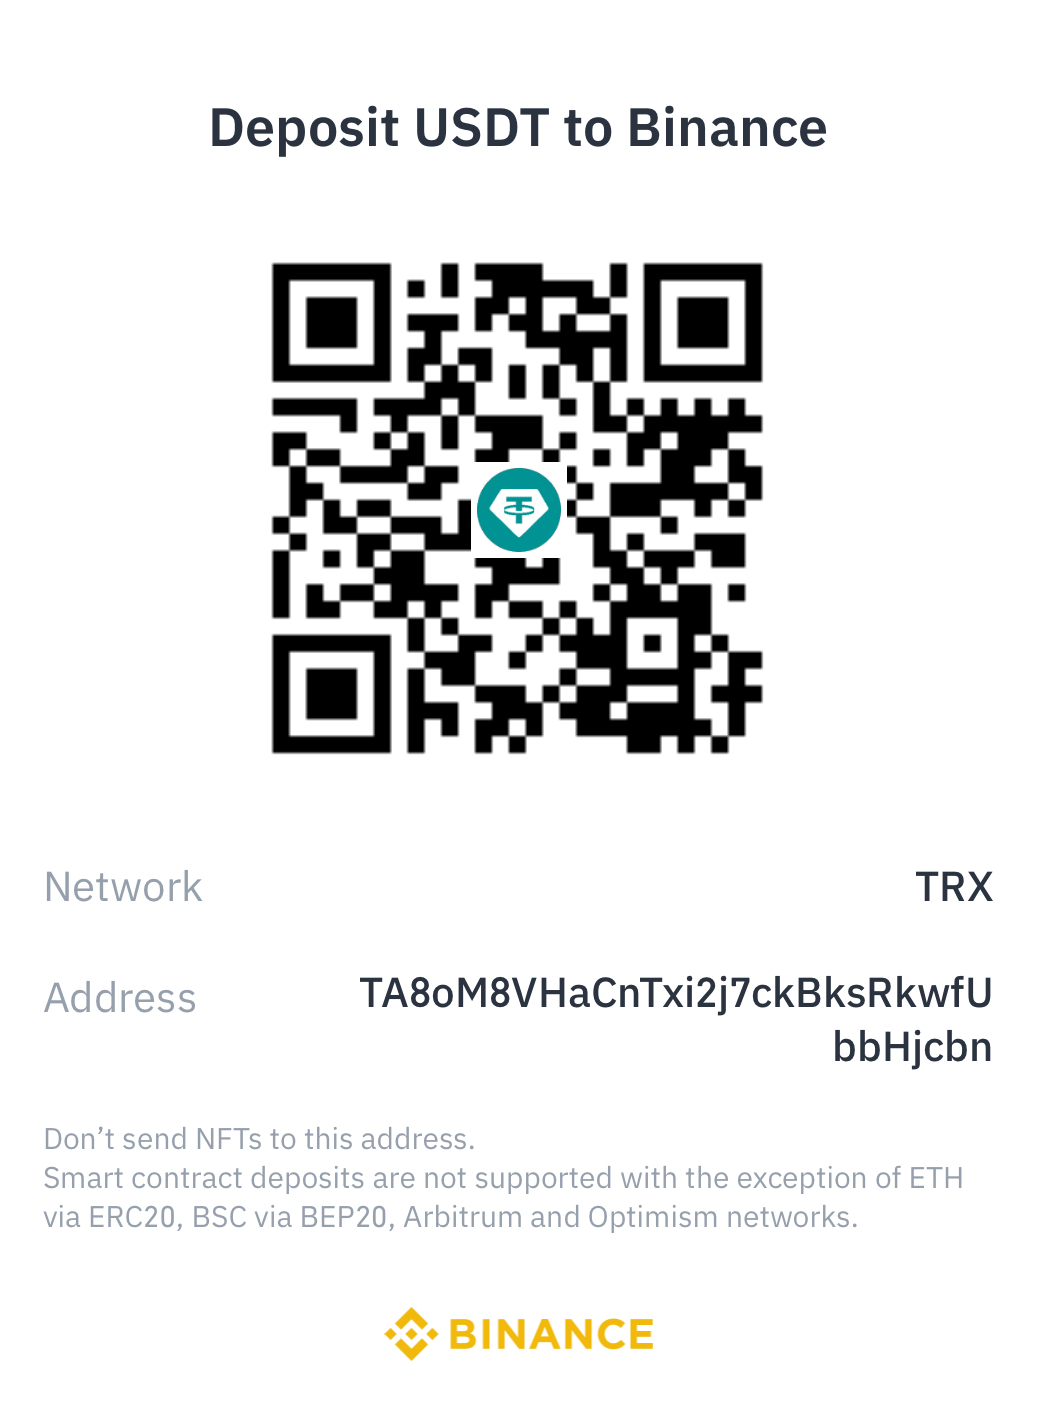 Deposit USDT to Binance
Network
TRX
Address
TA8oM8VHaCnTxi2j7ckBksRkwfU
bbHjcbn
Don’t send NFTs to this address.
Smart contract deposits are not supported with the exception of ETH
via ERC20, BSC via BEP20, Arbitrum and Optimism networks.
BINANCE